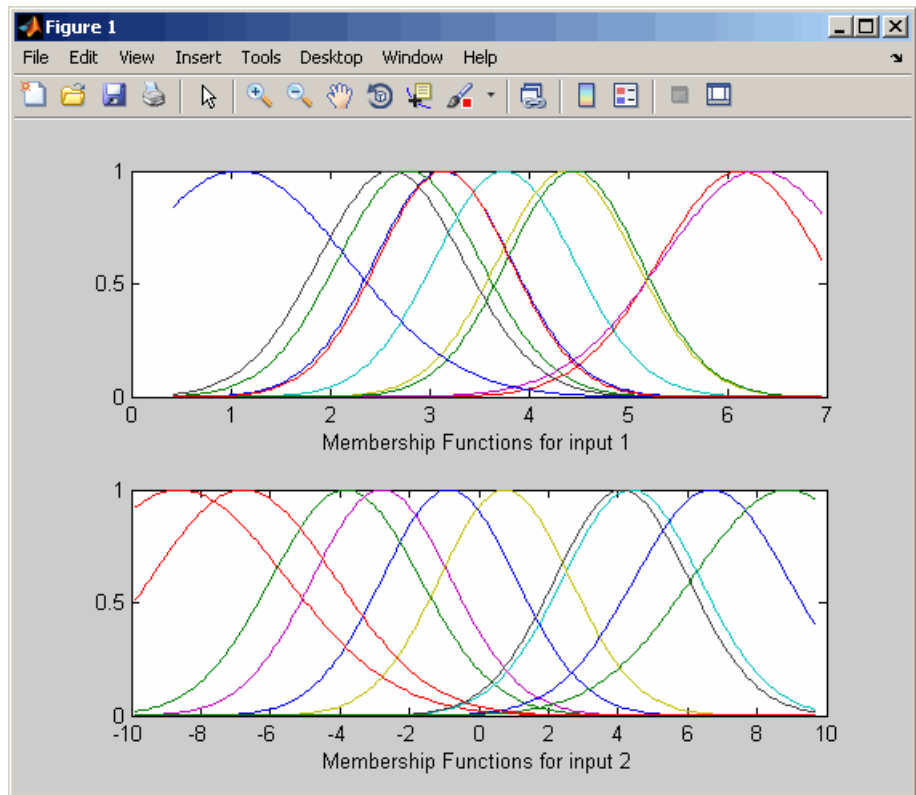 Figure 1
File Edit View Insert Tools Desktop Window Help
1
0.5
0
0 1 2 3 4 5 6 7
Membership Functions for input 1
1
0.5
0
-10 -8 -6 -4 -2 0 2 4 6 8 10
Membership Functions for input 2